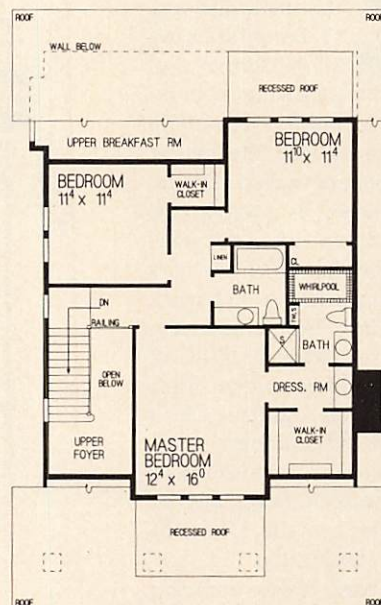 ROOF
ROOF
WALL BELOW
RECESSED ROOF
UPPER BREAKFAST RM
BEDROOM
11¹⁰ x 11⁴
BEDROOM
11⁴ x 11⁴
WALK-IN
CLOSET
LINEN
CL
WHIRLPOOL
BATH
DN
RAILING
S
BATH
OPEN
BELOW
DRESS. RM
UPPER
FOYER
MASTER
BEDROOM
12⁴ x 16⁰
WALK-IN
CLOSET
RECESSED ROOF
ROOF
ROOF